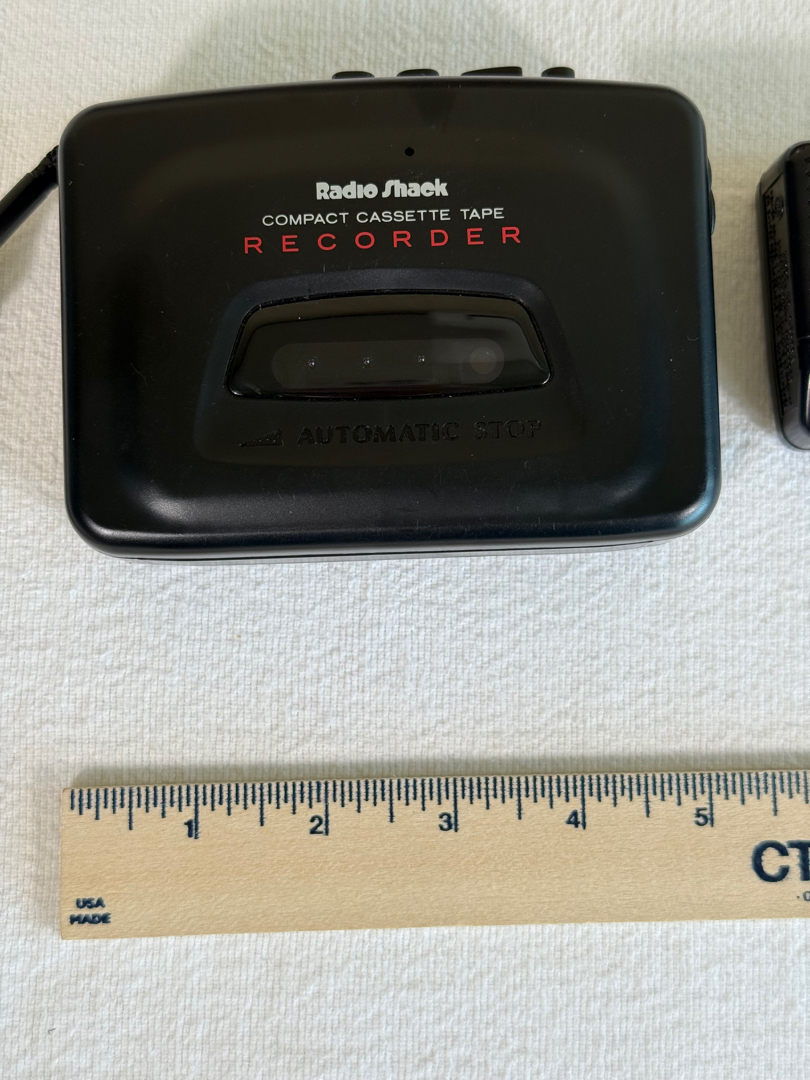 Radio Shack
COMPACT CASSETTE TAPE
RECORDER
AUTOMATIC STOP
1 2 3 4 5
CT
USA
MADE